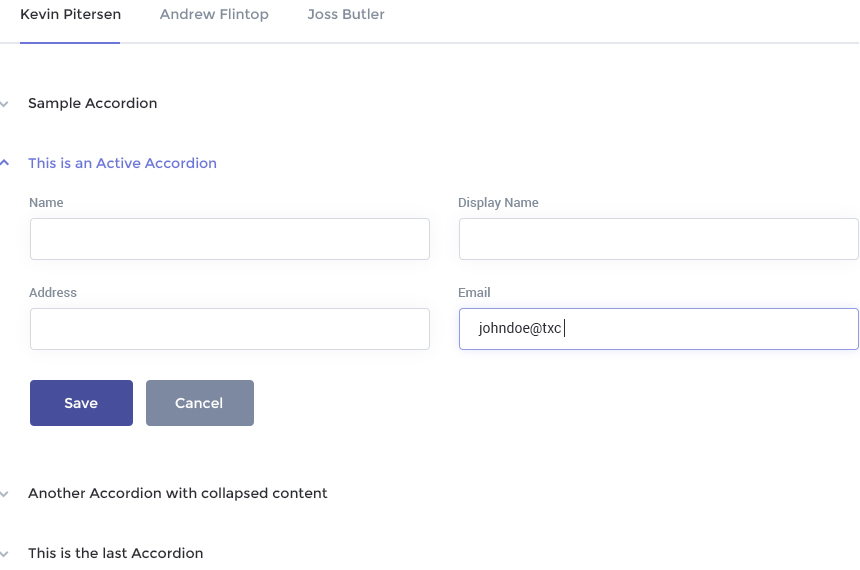 Kevin Pitersen Andrew Flintop Joss Butler
Sample Accordion
This is an Active Accordion
Name Display Name
Address Email
johndoe@txc
Save Cancel
Another Accordion with collapsed content
This is the last Accordion